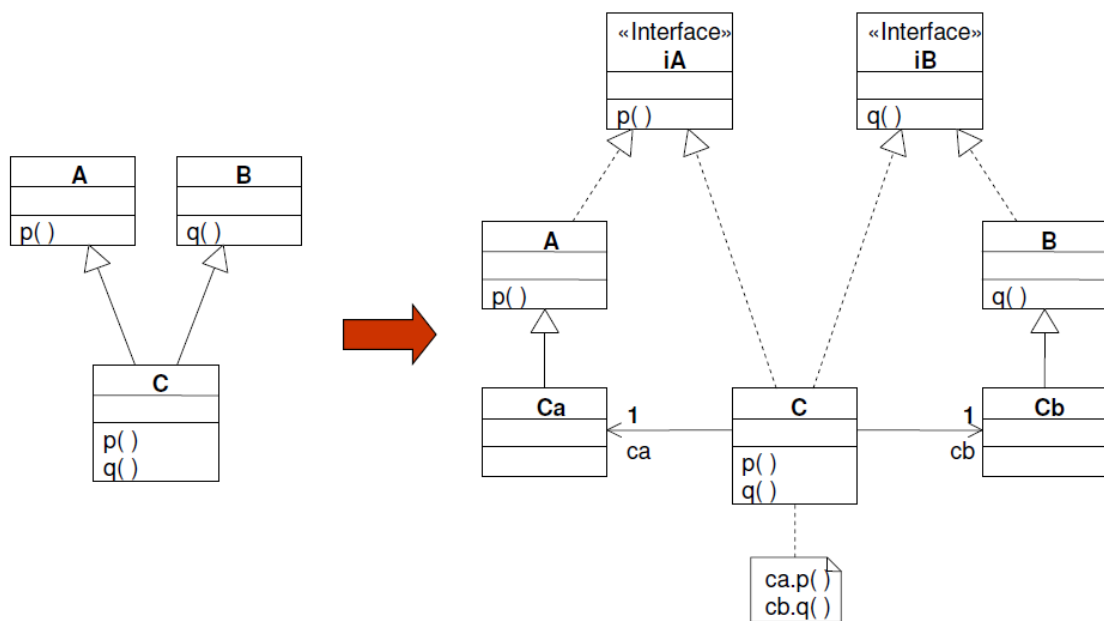 A
p( )
B
q( )
C
p( )
q( )
«Interface»
iA
p( )
«Interface»
iB
q( )
A
p( )
B
q( )
Ca
1
ca
C
p( )
q( )
1
cb
Cb
ca.p( )
cb.q( )